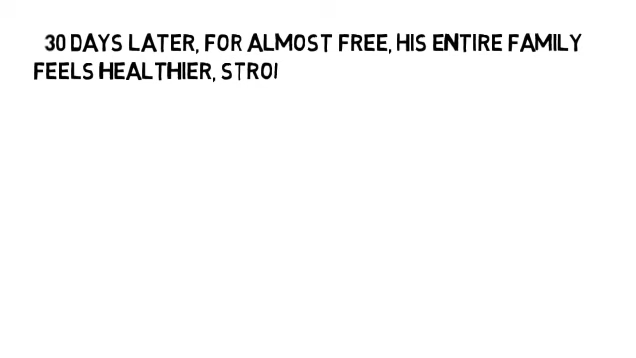 30 DAYS LATER, FOR ALMOST FREE, HIS ENTIRE FAMILY
FEELS HEALTHIER,